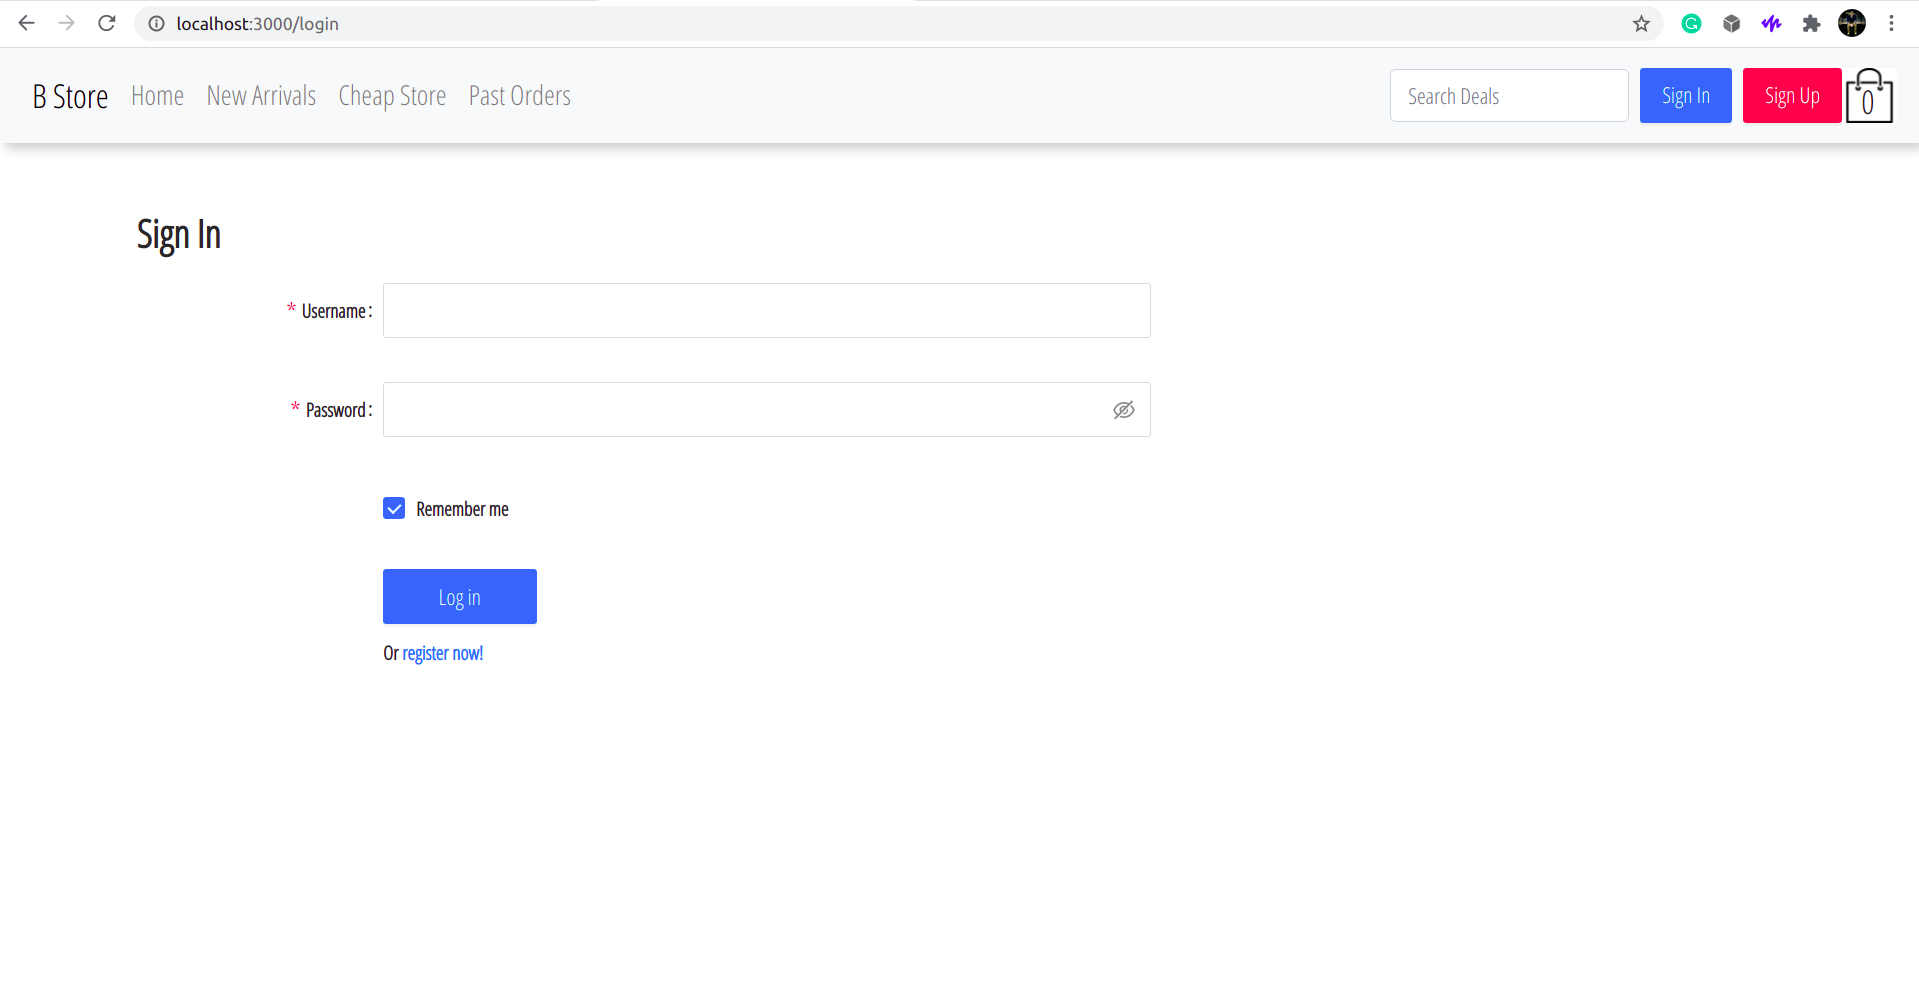 localhost:3000/login
B Store Home New Arrivals Cheap Store Past Orders Search Deals Sign In Sign Up 0
Sign In
* Username :
* Password :
Remember me
Log in
Or register now!